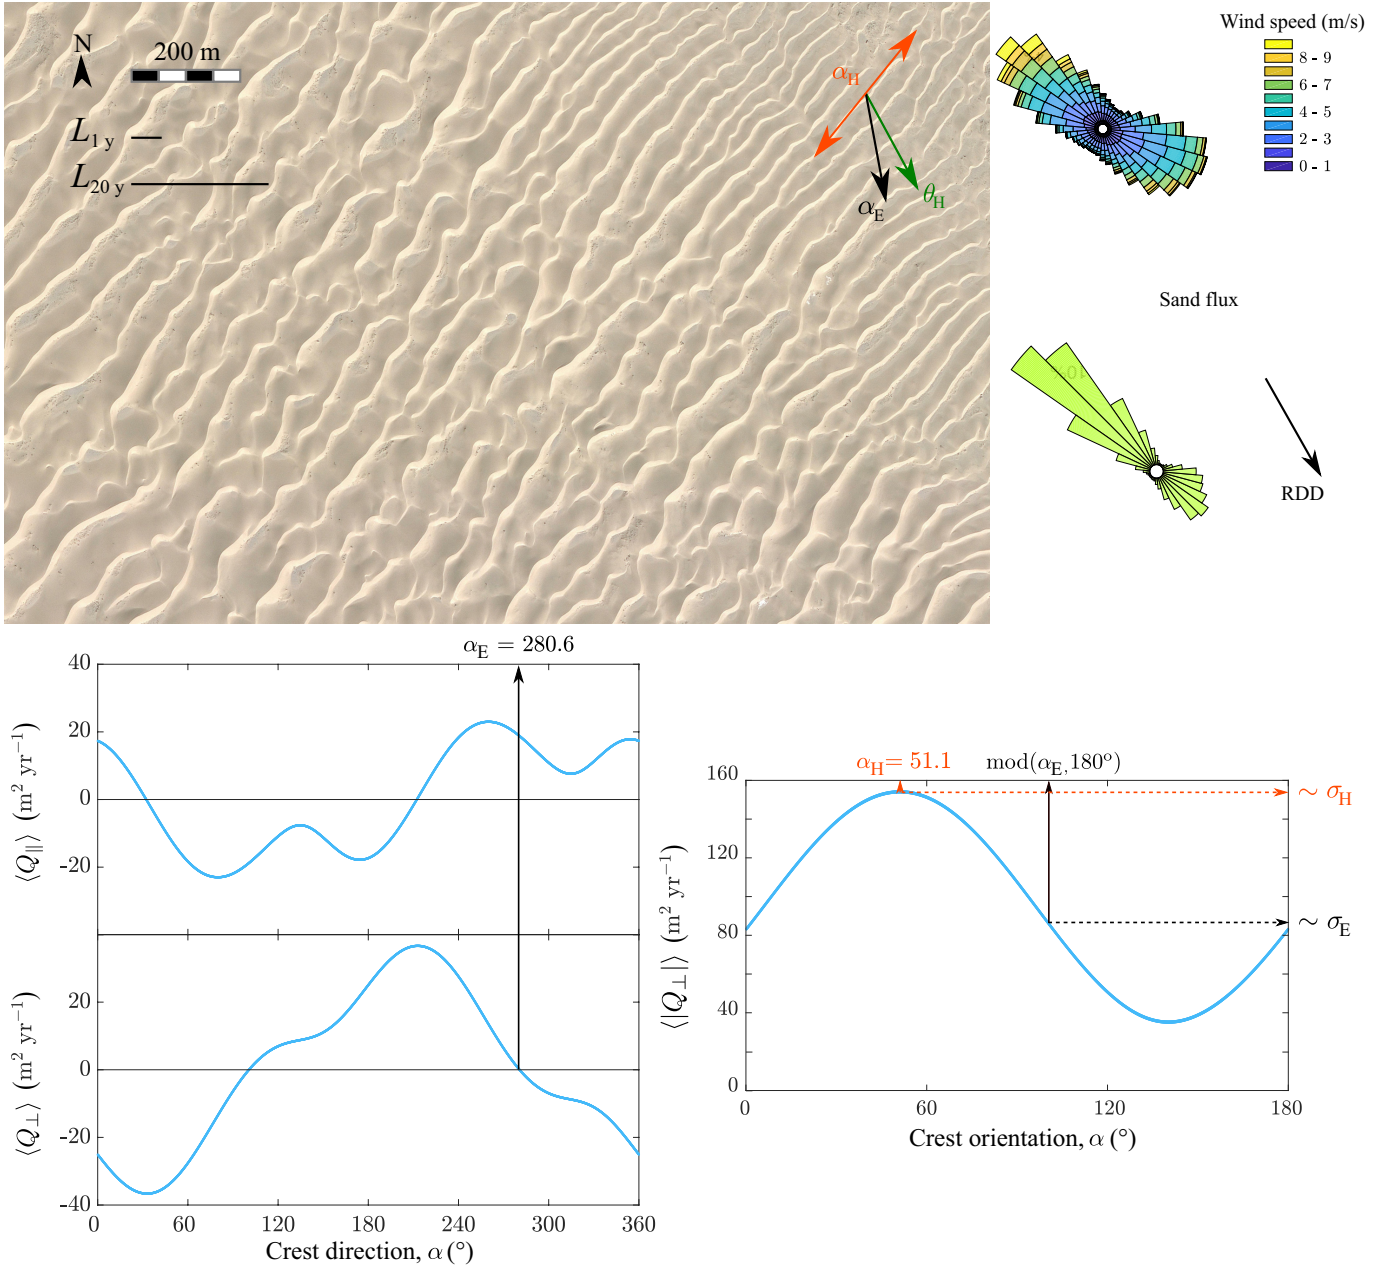 N
200 m
L1 y
L20 y
αH
αE
θH
Wind speed (m/s)
8 - 9
6 - 7
4 - 5
2 - 3
0 - 1
Sand flux
10%
RDD
αE = 280.6
40
20
0
-20
⟨Q∥⟩ (m² yr⁻¹)
20
0
-20
-40
⟨Q⊥⟩ (m² yr⁻¹)
0 60 120 180 240 300 360
Crest direction, α (°)
αH= 51.1 mod(αE,180°)
160
120
80
40
0
⟨|Q⊥|⟩ (m² yr⁻¹)
∼ σH
∼ σE
0 60 120 180
Crest orientation, α (°)